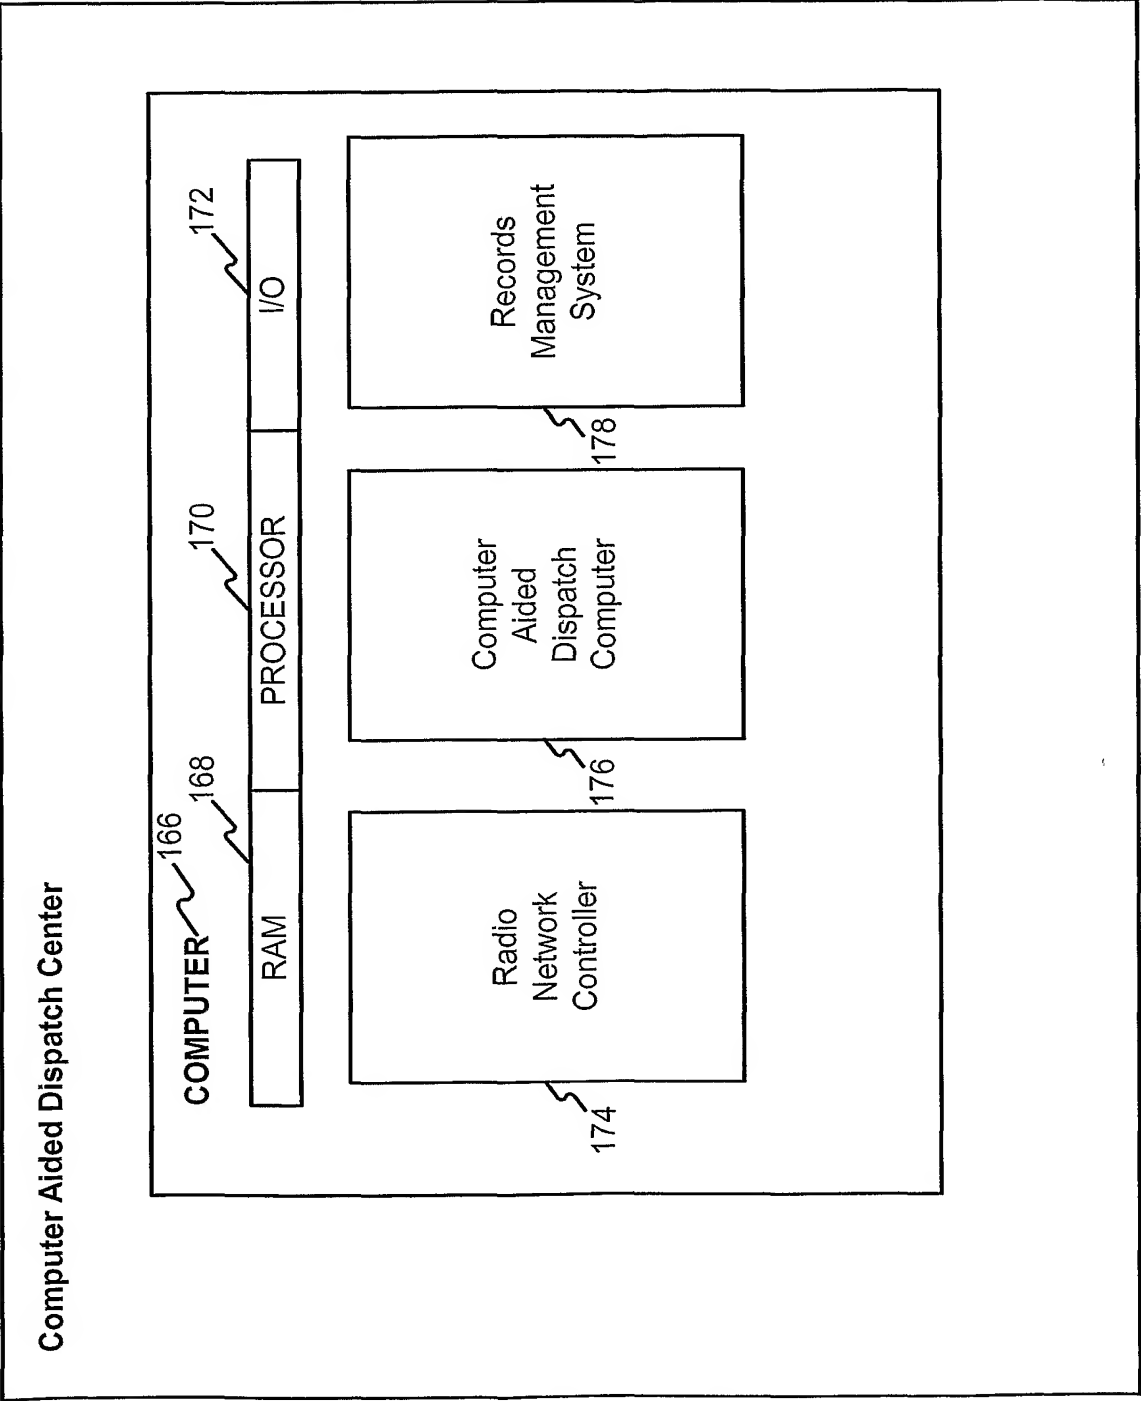 Computer Aided Dispatch Center
COMPUTER
166
168
170
172
RAM
PROCESSOR
I/O
Radio
Network
Controller
174
Computer
Aided
Dispatch
Computer
176
Records
Management
System
178